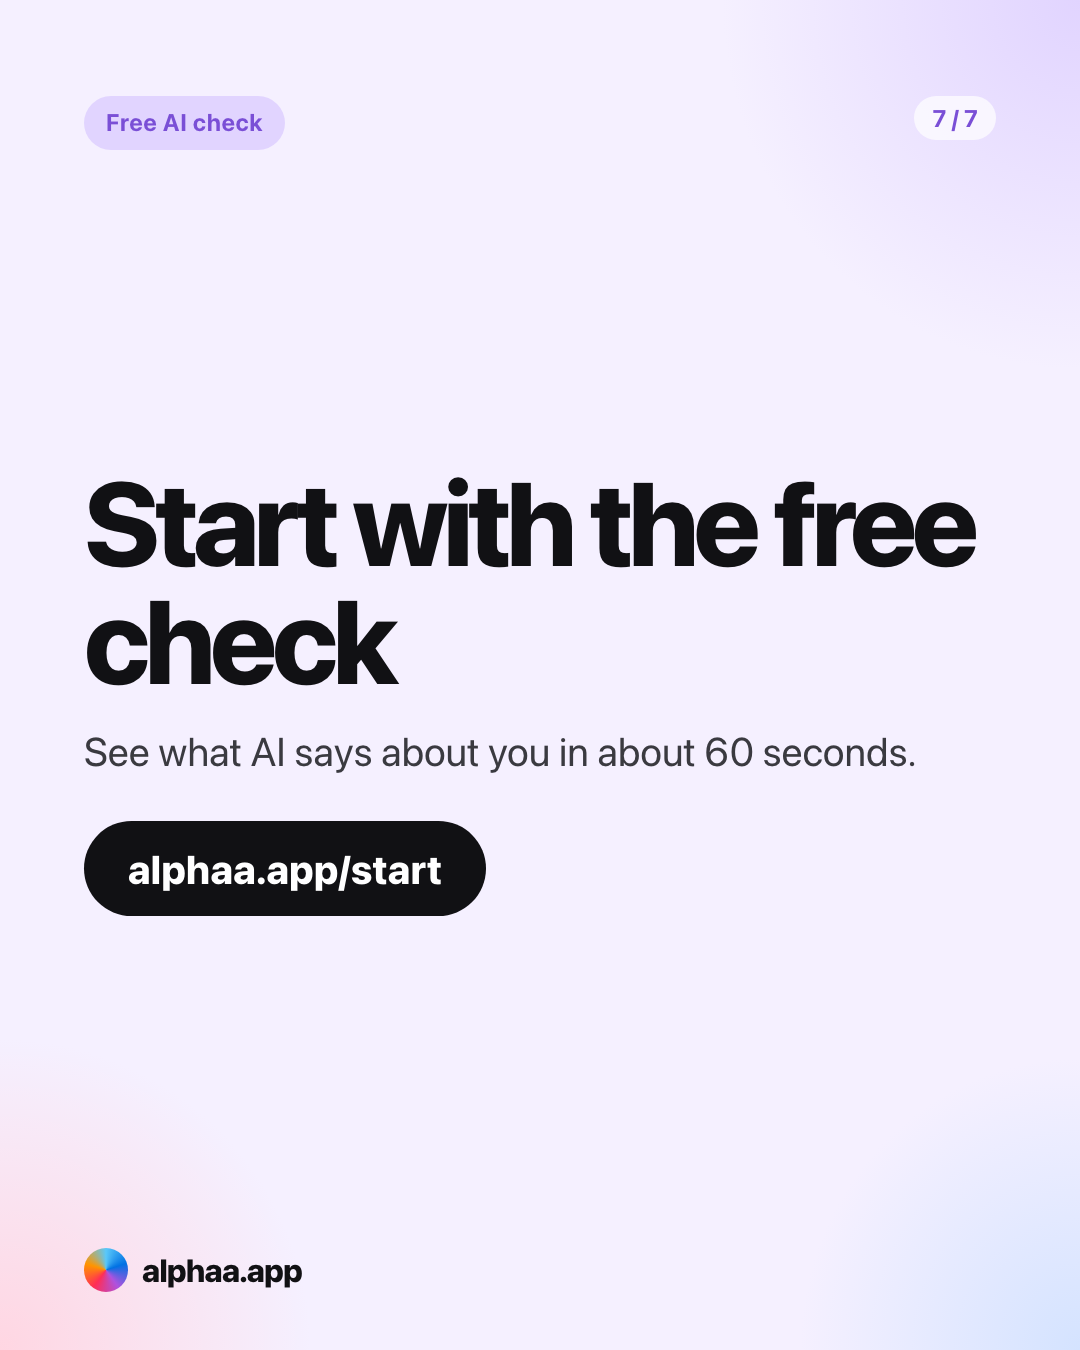 Free AI check
7 / 7
Start with the free
check
See what AI says about you in about 60 seconds.
alphaa.app/start
alphaa.app